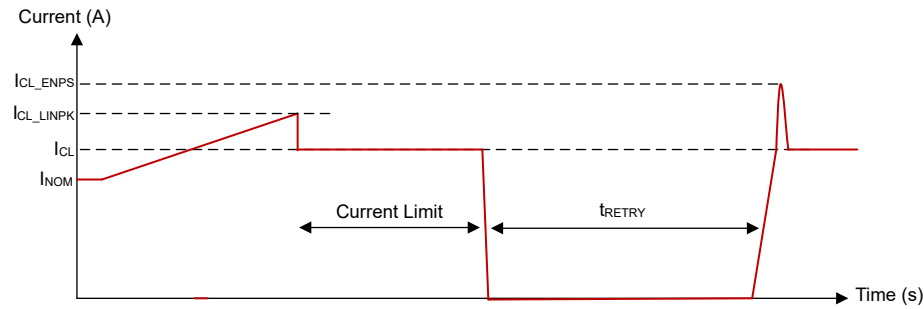 Current (A)
ICL_ENPS
ICL_LINPK
ICL
INOM
Current Limit
tRETRY
Time (s)